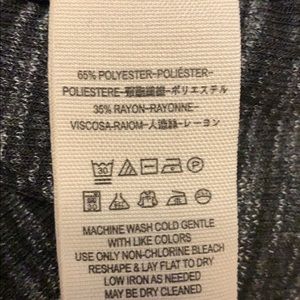 65% POLYESTER-POLIÉSTER-
POLIESTERE-聚酯纖維-ポリエステル
35% RAYON-RAYONNE-
VISCOSA-RAIOM-人造絲-レーヨン
30
P
30
MACHINE WASH COLD GENTLE
WITH LIKE COLORS
USE ONLY NON-CHLORINE BLEACH
RESHAPE & LAY FLAT TO DRY
LOW IRON AS NEEDED
MAY BE DRY CLEANED